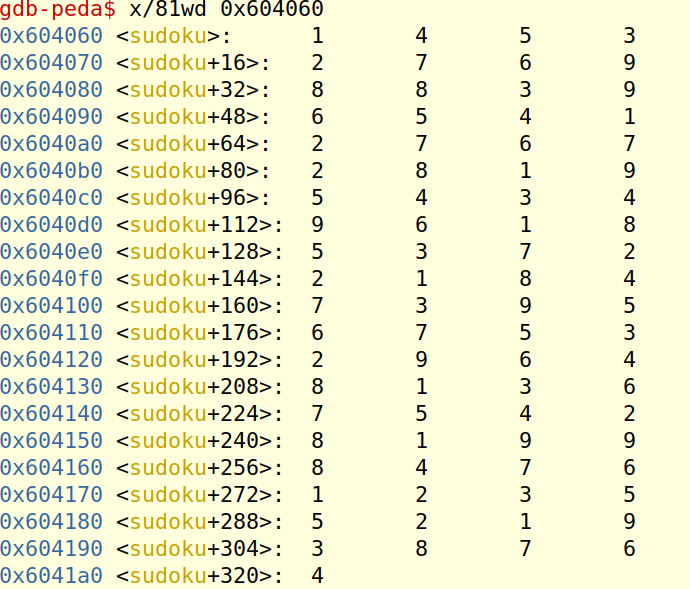 gdb-peda$ x/81wd 0x604060
0x604060 <sudoku>: 1 4 5 3
0x604070 <sudoku+16>: 2 7 6 9
0x604080 <sudoku+32>: 8 8 3 9
0x604090 <sudoku+48>: 6 5 4 1
0x6040a0 <sudoku+64>: 2 7 6 7
0x6040b0 <sudoku+80>: 2 8 1 9
0x6040c0 <sudoku+96>: 5 4 3 4
0x6040d0 <sudoku+112>: 9 6 1 8
0x6040e0 <sudoku+128>: 5 3 7 2
0x6040f0 <sudoku+144>: 2 1 8 4
0x604100 <sudoku+160>: 7 3 9 5
0x604110 <sudoku+176>: 6 7 5 3
0x604120 <sudoku+192>: 2 9 6 4
0x604130 <sudoku+208>: 8 1 3 6
0x604140 <sudoku+224>: 7 5 4 2
0x604150 <sudoku+240>: 8 1 9 9
0x604160 <sudoku+256>: 8 4 7 6
0x604170 <sudoku+272>: 1 2 3 5
0x604180 <sudoku+288>: 5 2 1 9
0x604190 <sudoku+304>: 3 8 7 6
0x6041a0 <sudoku+320>: 4